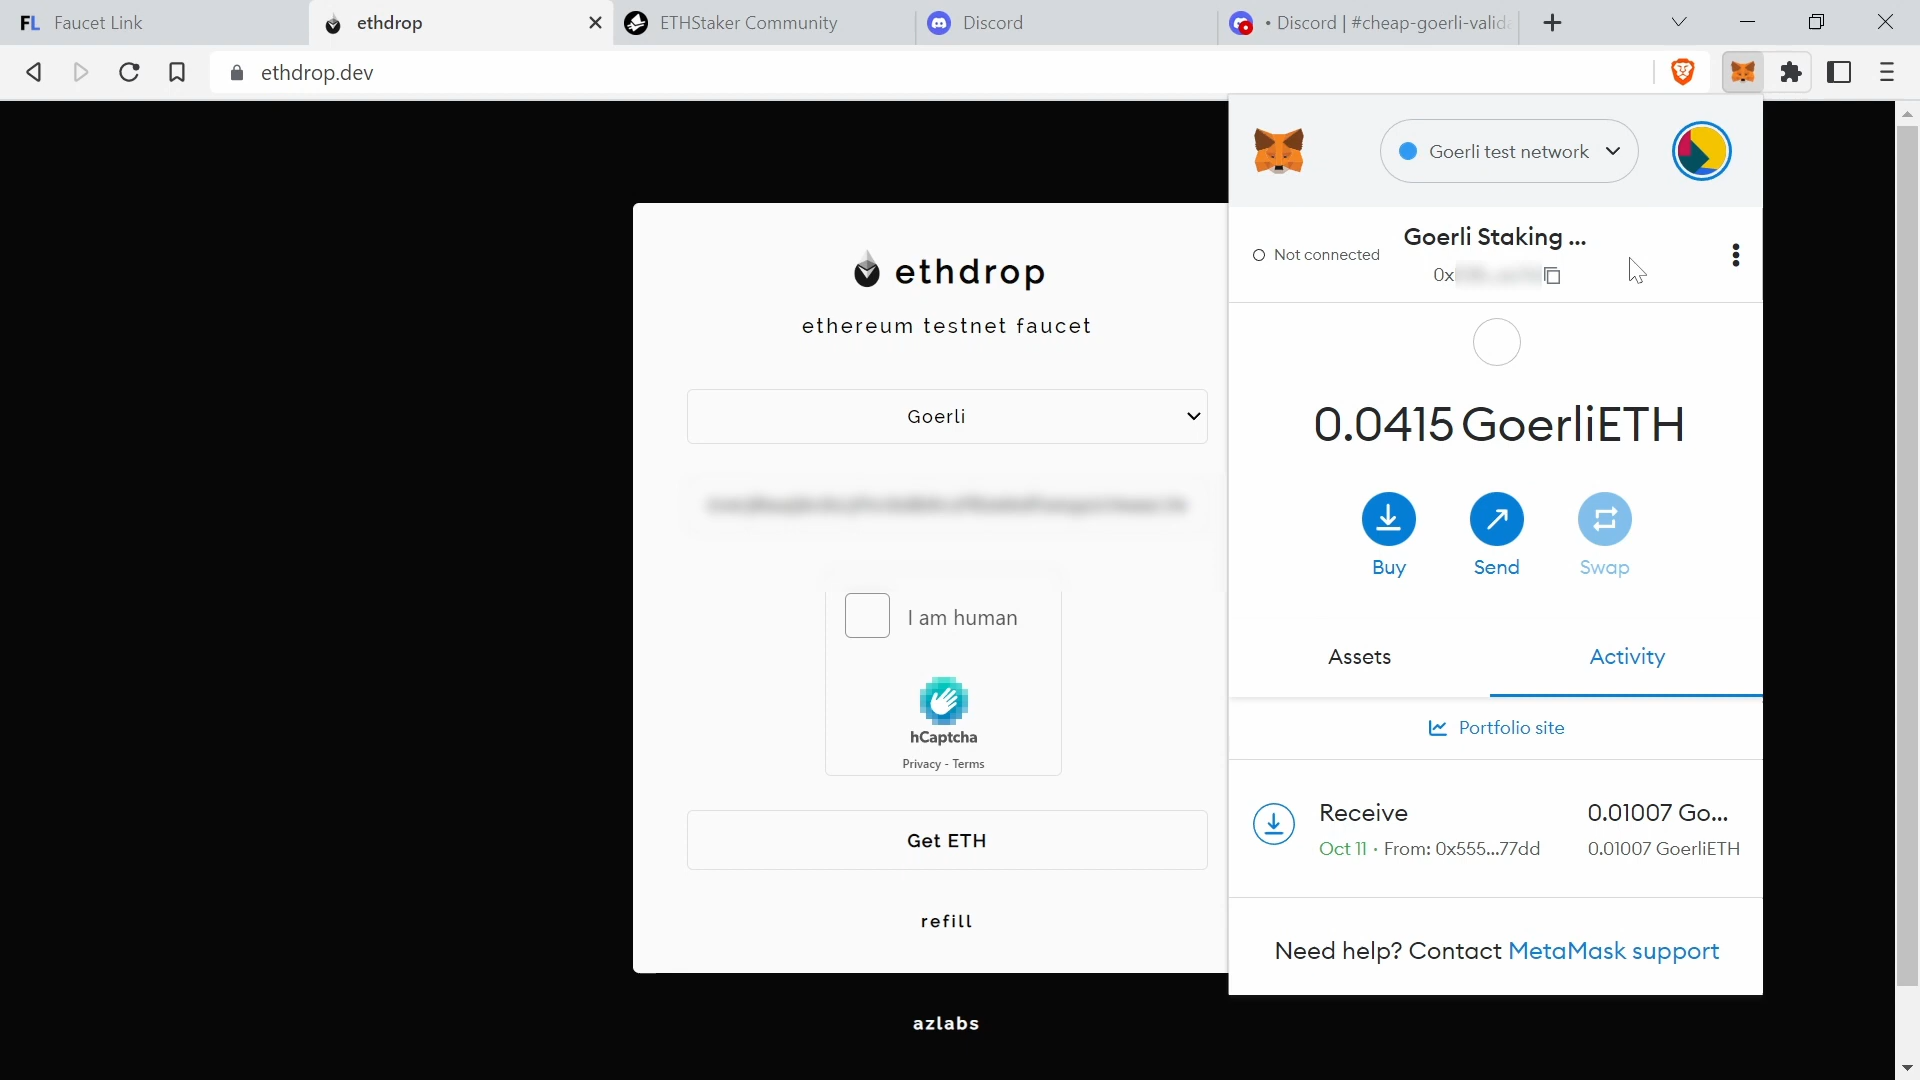 FL Faucet Link
ethdrop
ETHStaker Community
Discord
• Discord | #cheap-goerli-valid
ethdrop.dev
ethdrop
ethereum testnet faucet
Goerli
I am human
hCaptcha
Privacy - Terms
Get ETH
refill
azlabs
Goerli test network
Not connected
Goerli Staking ...
0x
0.0415 GoerliETH
Buy
Send
Swap
Assets
Activity
Portfolio site
Receive
0.01007 Go...
Oct 11 · From: 0x555...77dd
0.01007 GoerliETH
Need help? Contact MetaMask support